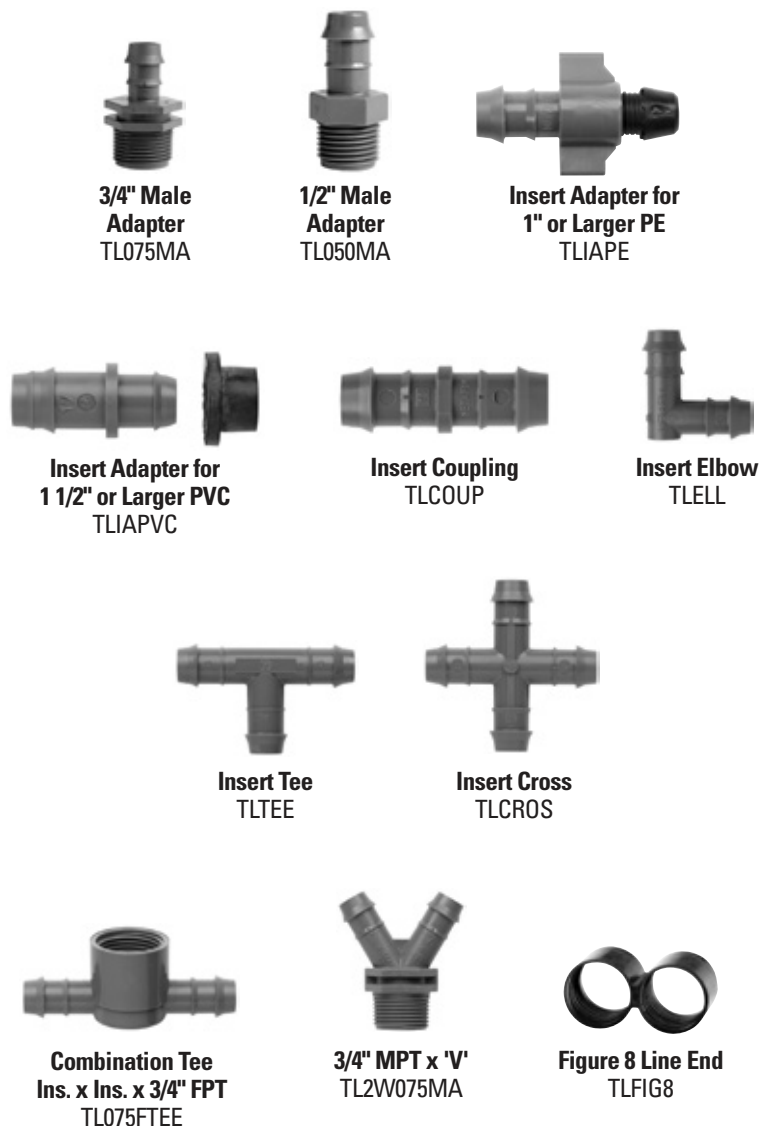 3/4" Male
Adapter
TL075MA
1/2" Male
Adapter
TL050MA
Insert Adapter for
1" or Larger PE
TLIAPE
Insert Adapter for
1 1/2" or Larger PVC
TLIAPVC
Insert Coupling
TLCOUP
Insert Elbow
TLELL
Insert Tee
TLTEE
Insert Cross
TLCROS
Combination Tee
Ins. x Ins. x 3/4" FPT
TL075FTEE
3/4" MPT x 'V'
TL2W075MA
Figure 8 Line End
TLFIG8